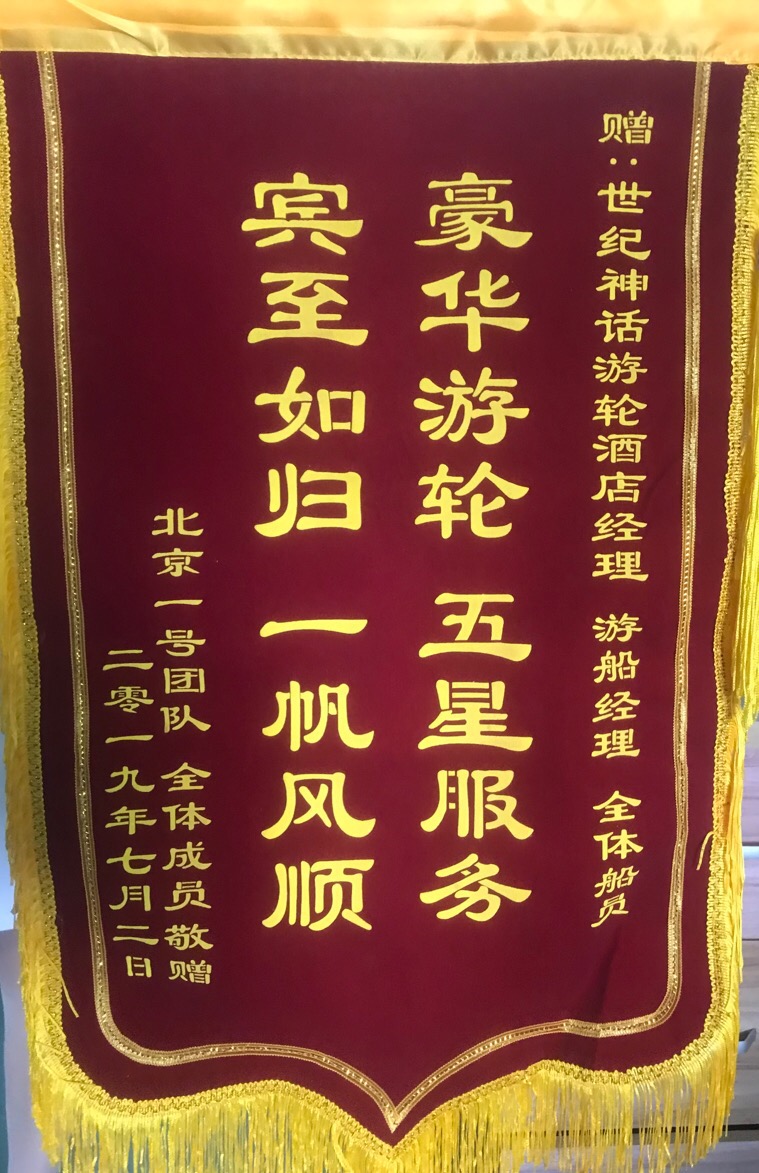 赠：世纪神话游轮酒店经理 游船经理 全体船员
豪华游轮 五星服务
宾至如归 一帆风顺
北京一号团队 全体成员敬赠
二零一九年七月二日